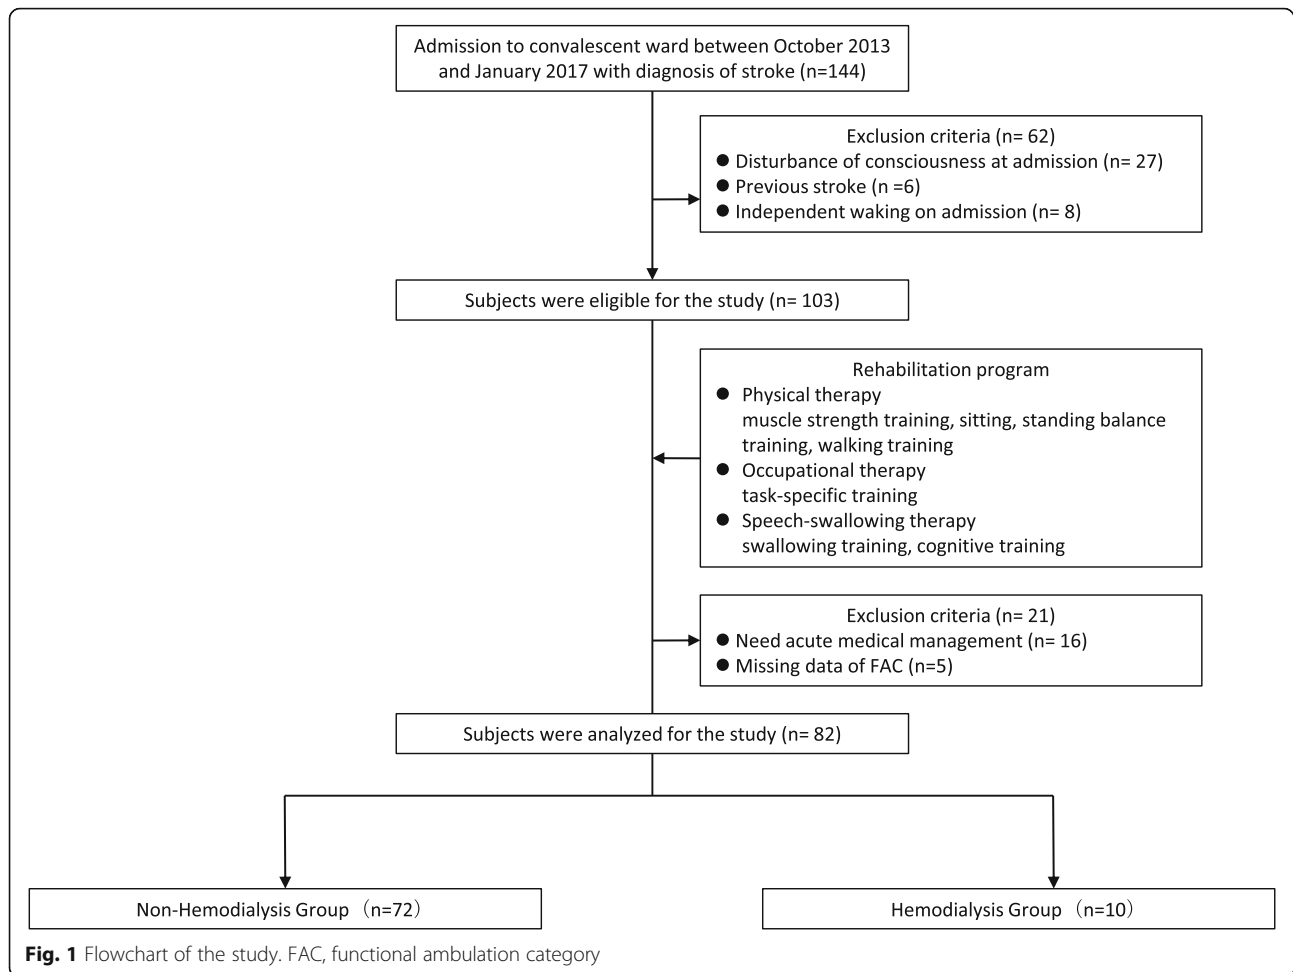 Admission to convalescent ward between October 2013
and January 2017 with diagnosis of stroke (n=144)
Exclusion criteria (n= 62)
● Disturbance of consciousness at admission (n= 27)
● Previous stroke (n =6)
● Independent waking on admission (n= 8)
Subjects were eligible for the study (n= 103)
Rehabilitation program
● Physical therapy
muscle strength training, sitting, standing balance
training, walking training
● Occupational therapy
task-specific training
● Speech-swallowing therapy
swallowing training, cognitive training
Exclusion criteria (n= 21)
● Need acute medical management (n= 16)
● Missing data of FAC (n=5)
Subjects were analyzed for the study (n= 82)
Non-Hemodialysis Group（n=72）
Hemodialysis Group（n=10）
Fig. 1 Flowchart of the study. FAC, functional ambulation category